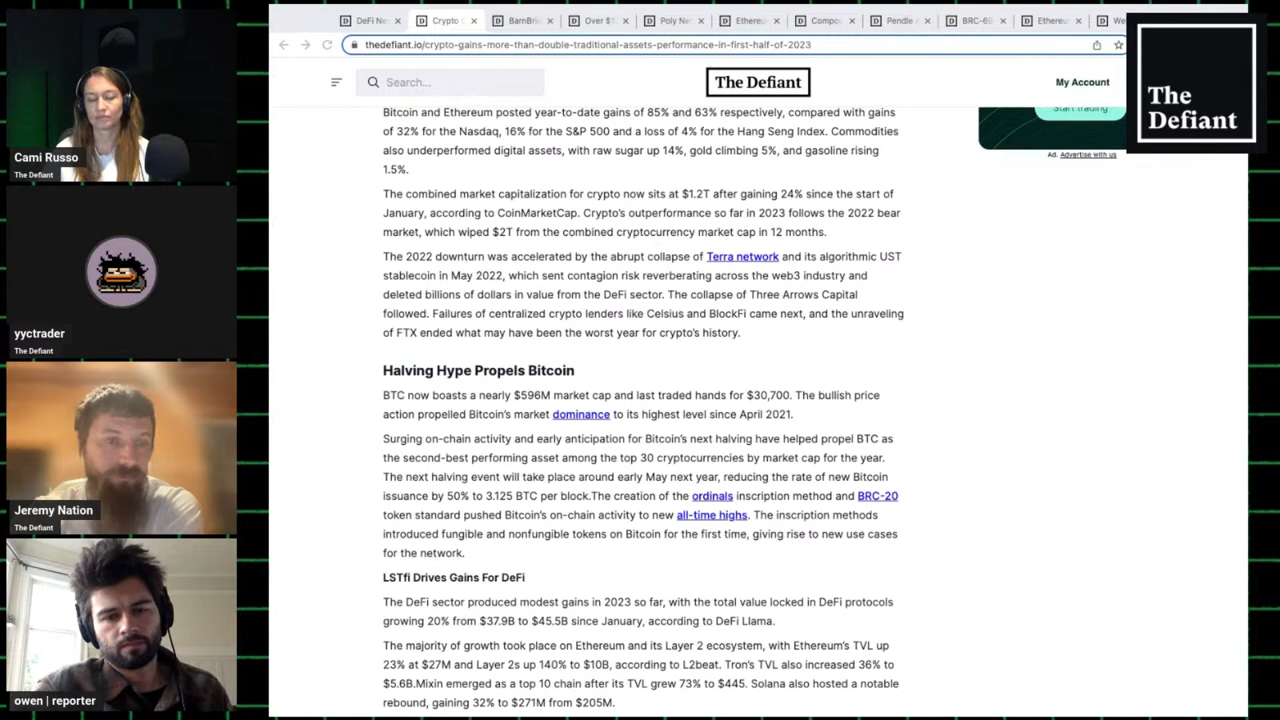 DeFi Ne
Crypto G
BarnBri
Over $1
Poly Ne
Ethereu
Compou
Pendle A
BRC-69
Ethereu
We
thedefiant.io/crypto-gains-more-than-double-traditional-assets-performance-in-first-half-of-2023
Search...
The Defiant
My Account
The
Defiant
Start trading
Ad. Advertise with us
Bitcoin and Ethereum posted year-to-date gains of 85% and 63% respectively, compared with gains
of 32% for the Nasdaq, 16% for the S&P 500 and a loss of 4% for the Hang Seng Index. Commodities
also underperformed digital assets, with raw sugar up 14%, gold climbing 5%, and gasoline rising
1.5%.
The combined market capitalization for crypto now sits at $1.2T after gaining 24% since the start of
January, according to CoinMarketCap. Crypto's outperformance so far in 2023 follows the 2022 bear
market, which wiped $2T from the combined cryptocurrency market cap in 12 months.
The 2022 downturn was accelerated by the abrupt collapse of Terra network and its algorithmic UST
stablecoin in May 2022, which sent contagion risk reverberating across the web3 industry and
deleted billions of dollars in value from the DeFi sector. The collapse of Three Arrows Capital
followed. Failures of centralized crypto lenders like Celsius and BlockFi came next, and the unraveling
of FTX ended what may have been the worst year for crypto's history.
Halving Hype Propels Bitcoin
BTC now boasts a nearly $596M market cap and last traded hands for $30,700. The bullish price
action propelled Bitcoin's market dominance to its highest level since April 2021.
Surging on-chain activity and early anticipation for Bitcoin's next halving have helped propel BTC as
the second-best performing asset among the top 30 cryptocurrencies by market cap for the year.
The next halving event will take place around early May next year, reducing the rate of new Bitcoin
issuance by 50% to 3.125 BTC per block.The creation of the ordinals inscription method and BRC-20
token standard pushed Bitcoin's on-chain activity to new all-time highs. The inscription methods
introduced fungible and nonfungible tokens on Bitcoin for the first time, giving rise to new use cases
for the network.
LSTfi Drives Gains For DeFi
The DeFi sector produced modest gains in 2023 so far, with the total value locked in DeFi protocols
growing 20% from $37.9B to $45.5B since January, according to DeFi Llama.
The majority of growth took place on Ethereum and its Layer 2 ecosystem, with Ethereum's TVL up
23% at $27M and Layer 2s up 140% to $10B, according to L2beat. Tron's TVL also increased 36% to
$5.6B.Mixin emerged as a top 10 chain after its TVL grew 73% to $445. Solana also hosted a notable
rebound, gaining 32% to $271M from $205M.
Cami Russo
The Defiant
yyctrader
The Defiant
Jeremy Nation
The Defiant
owen | reporter